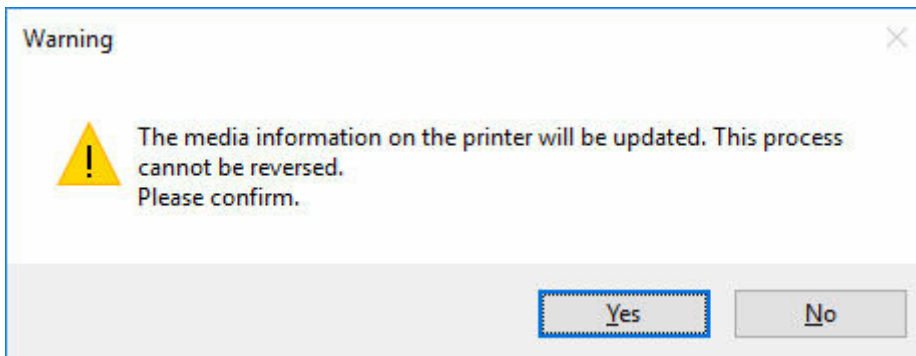 Warning
The media information on the printer will be updated. This process
cannot be reversed.
Please confirm.
Yes
No